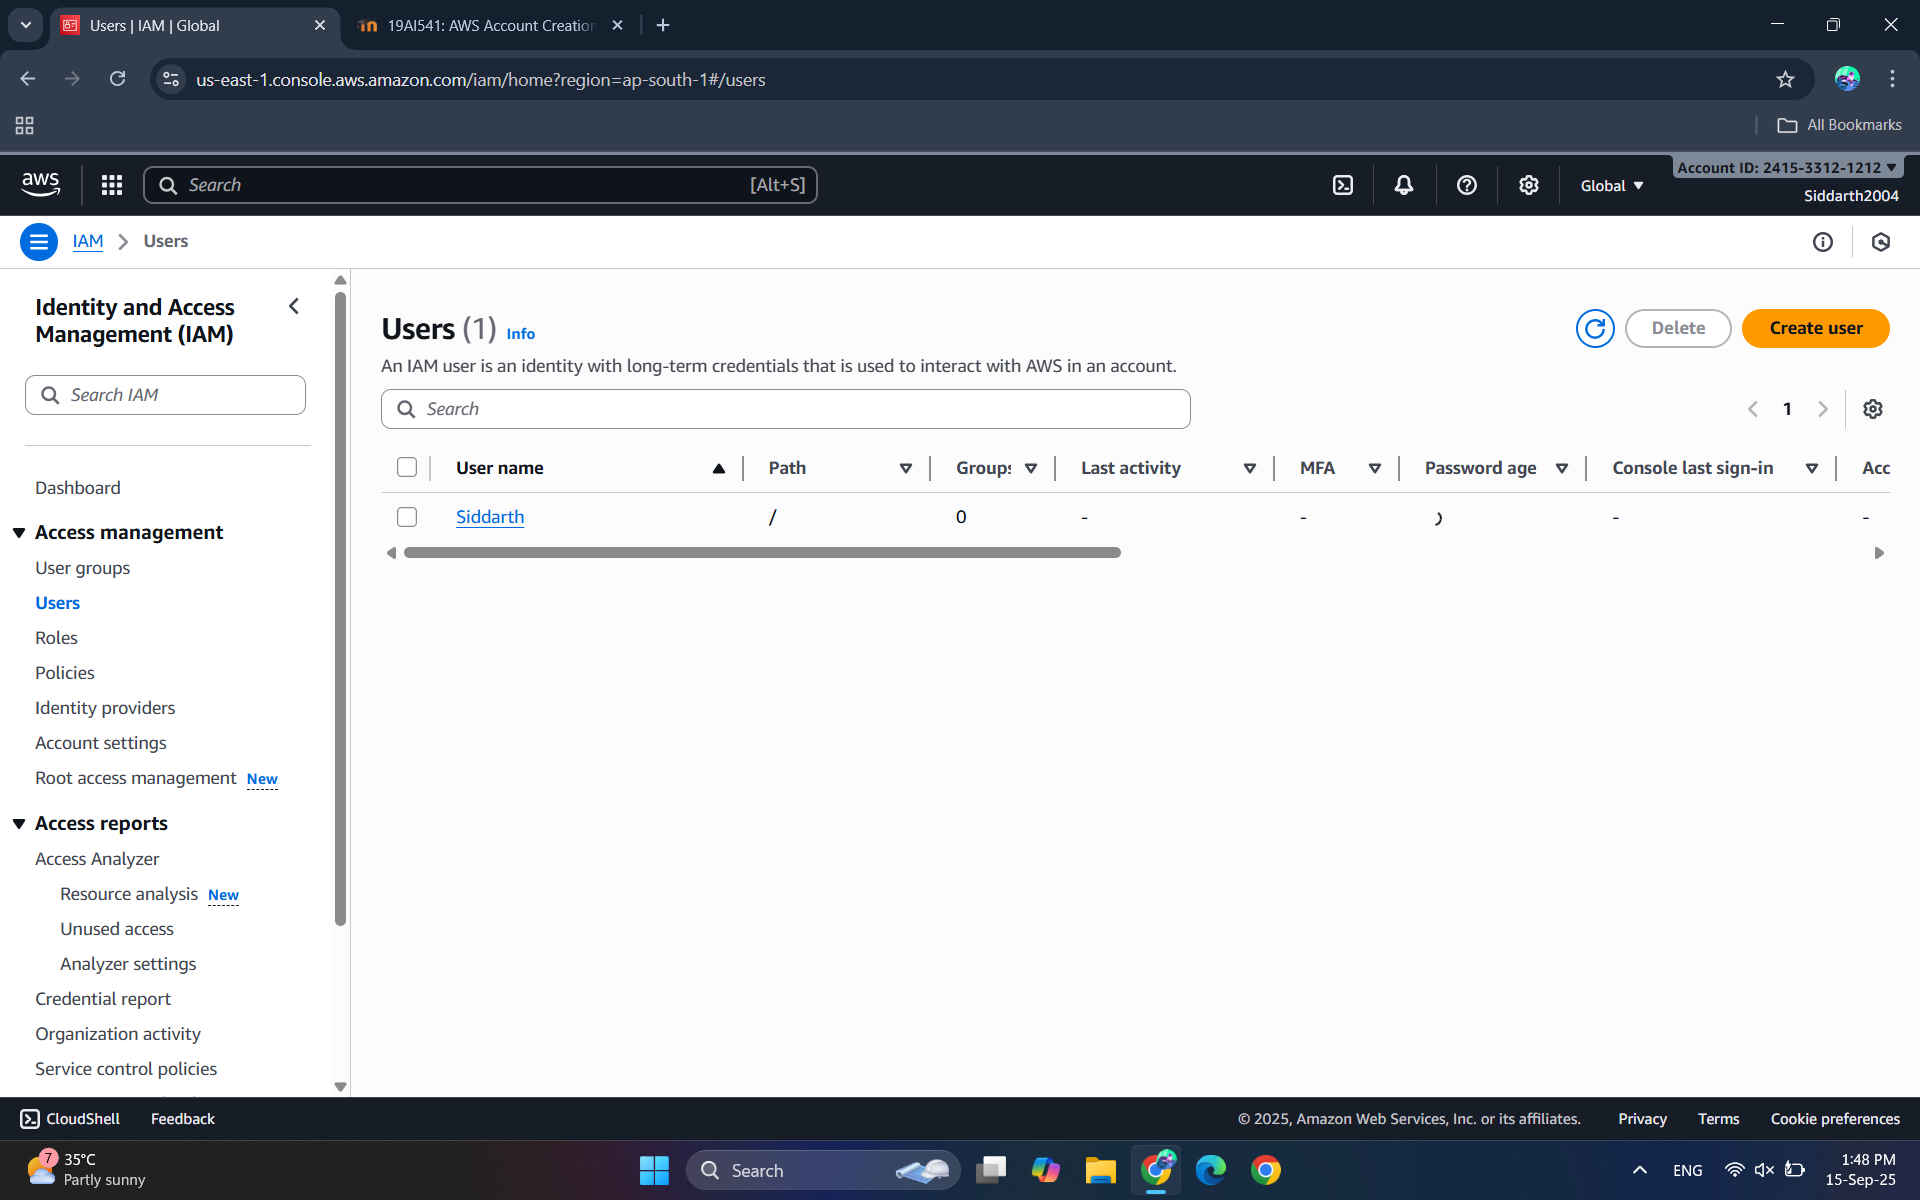 Users | IAM | Global
19AI541: AWS Account Creation
us-east-1.console.aws.amazon.com/iam/home?region=ap-south-1#/users
All Bookmarks
aws
Search
[Alt+S]
Global
Account ID: 2415-3312-1212
Siddarth2004
IAM
Users
Identity and Access
Management (IAM)
Search IAM
Dashboard
Access management
User groups
Users
Roles
Policies
Identity providers
Account settings
Root access management New
Access reports
Access Analyzer
Resource analysis New
Unused access
Analyzer settings
Credential report
Organization activity
Service control policies
Users (1) Info
Delete
Create user
An IAM user is an identity with long-term credentials that is used to interact with AWS in an account.
Search
1
User name Path Groups Last activity MFA Password age Console last sign-in Acc
Siddarth / 0 - - - -
CloudShell Feedback
© 2025, Amazon Web Services, Inc. or its affiliates. Privacy Terms Cookie preferences
7
35°C
Partly sunny
Search
ENG
1:48 PM
15-Sep-25